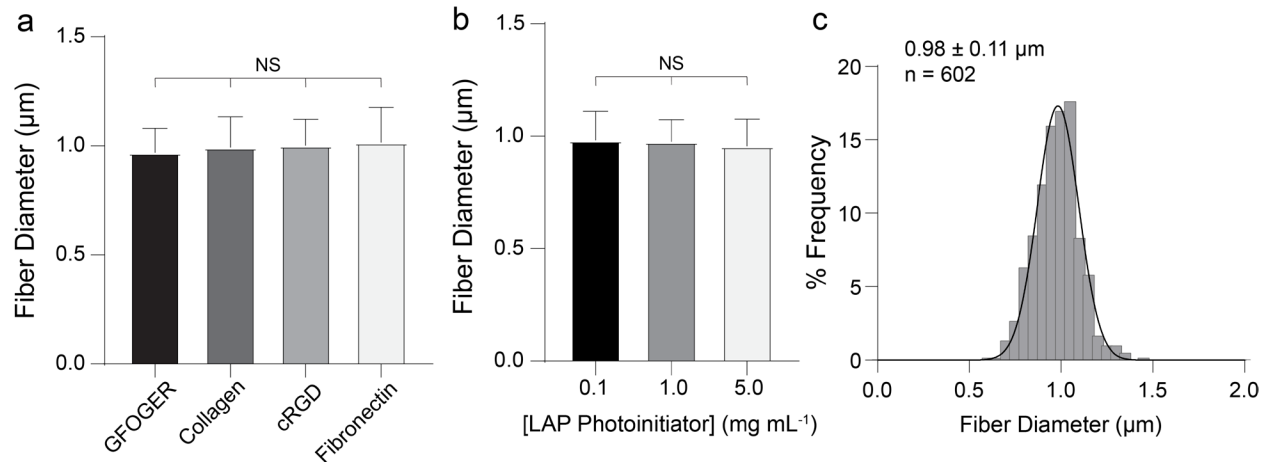 a
Fiber Diameter (μm)
1.5
1.0
0.5
0.0
NS
GFOGER
Collagen
cRGD
Fibronectin
b
Fiber Diameter (μm)
1.5
1.0
0.5
0.0
NS
0.1 1.0 5.0
[LAP Photoinitiator] (mg mL⁻¹)
c
0.98 ± 0.11 μm
n = 602
% Frequency
20
15
10
5
0
0.0 0.5 1.0 1.5 2.0
Fiber Diameter (μm)